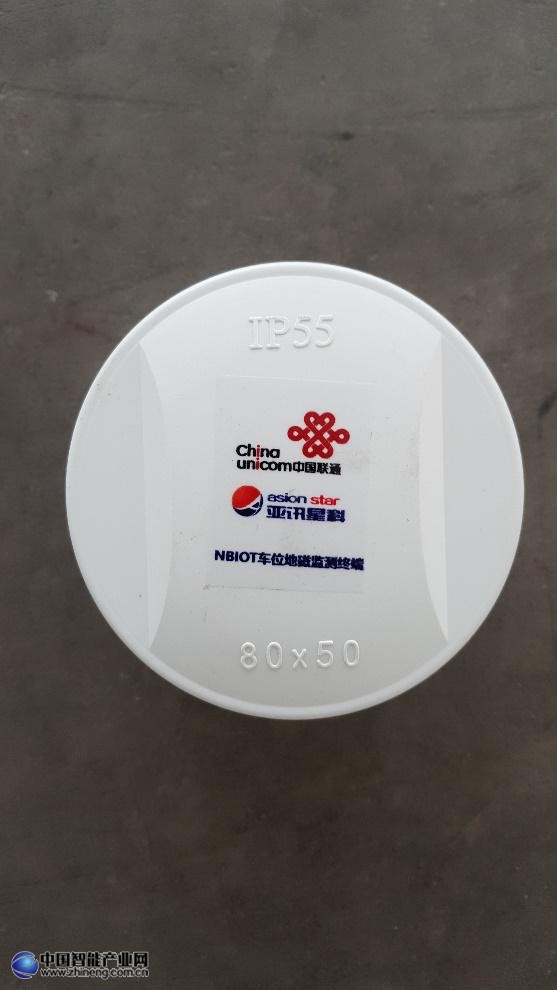 IP55
China
unicom中国联通
asion star
亚讯星科
NBIOT车位地磁监测终端
80x50
中国智能产业网
www.zhineng.com.cn